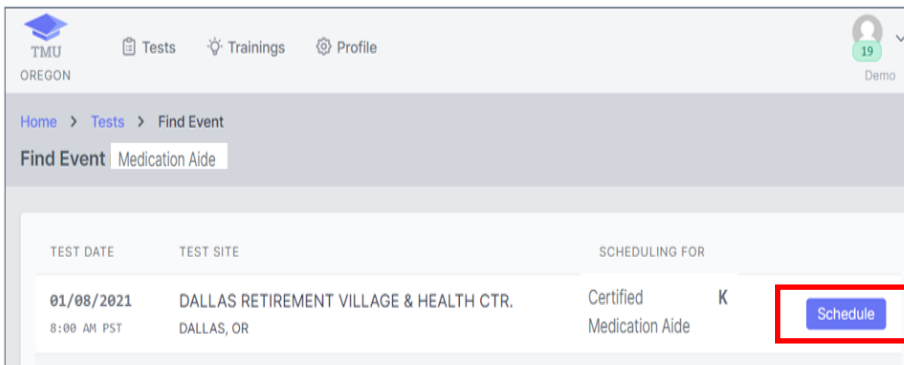 TMU
OREGON
Tests
Trainings
Profile
19
Demo
Home > Tests > Find Event
Find Event Medication Aide
TEST DATE TEST SITE SCHEDULING FOR
01/08/2021 DALLAS RETIREMENT VILLAGE & HEALTH CTR. Certified K Schedule
8:00 AM PST DALLAS, OR Medication Aide